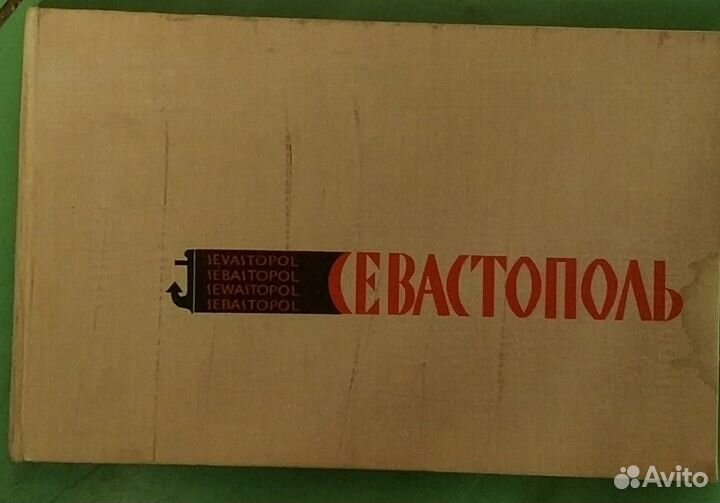 SEVASTOPOL
SÉBASTOPOL
SEWASTOPOL
SEBASTOPOL
СЕВАСТОПОЛЬ
Avito